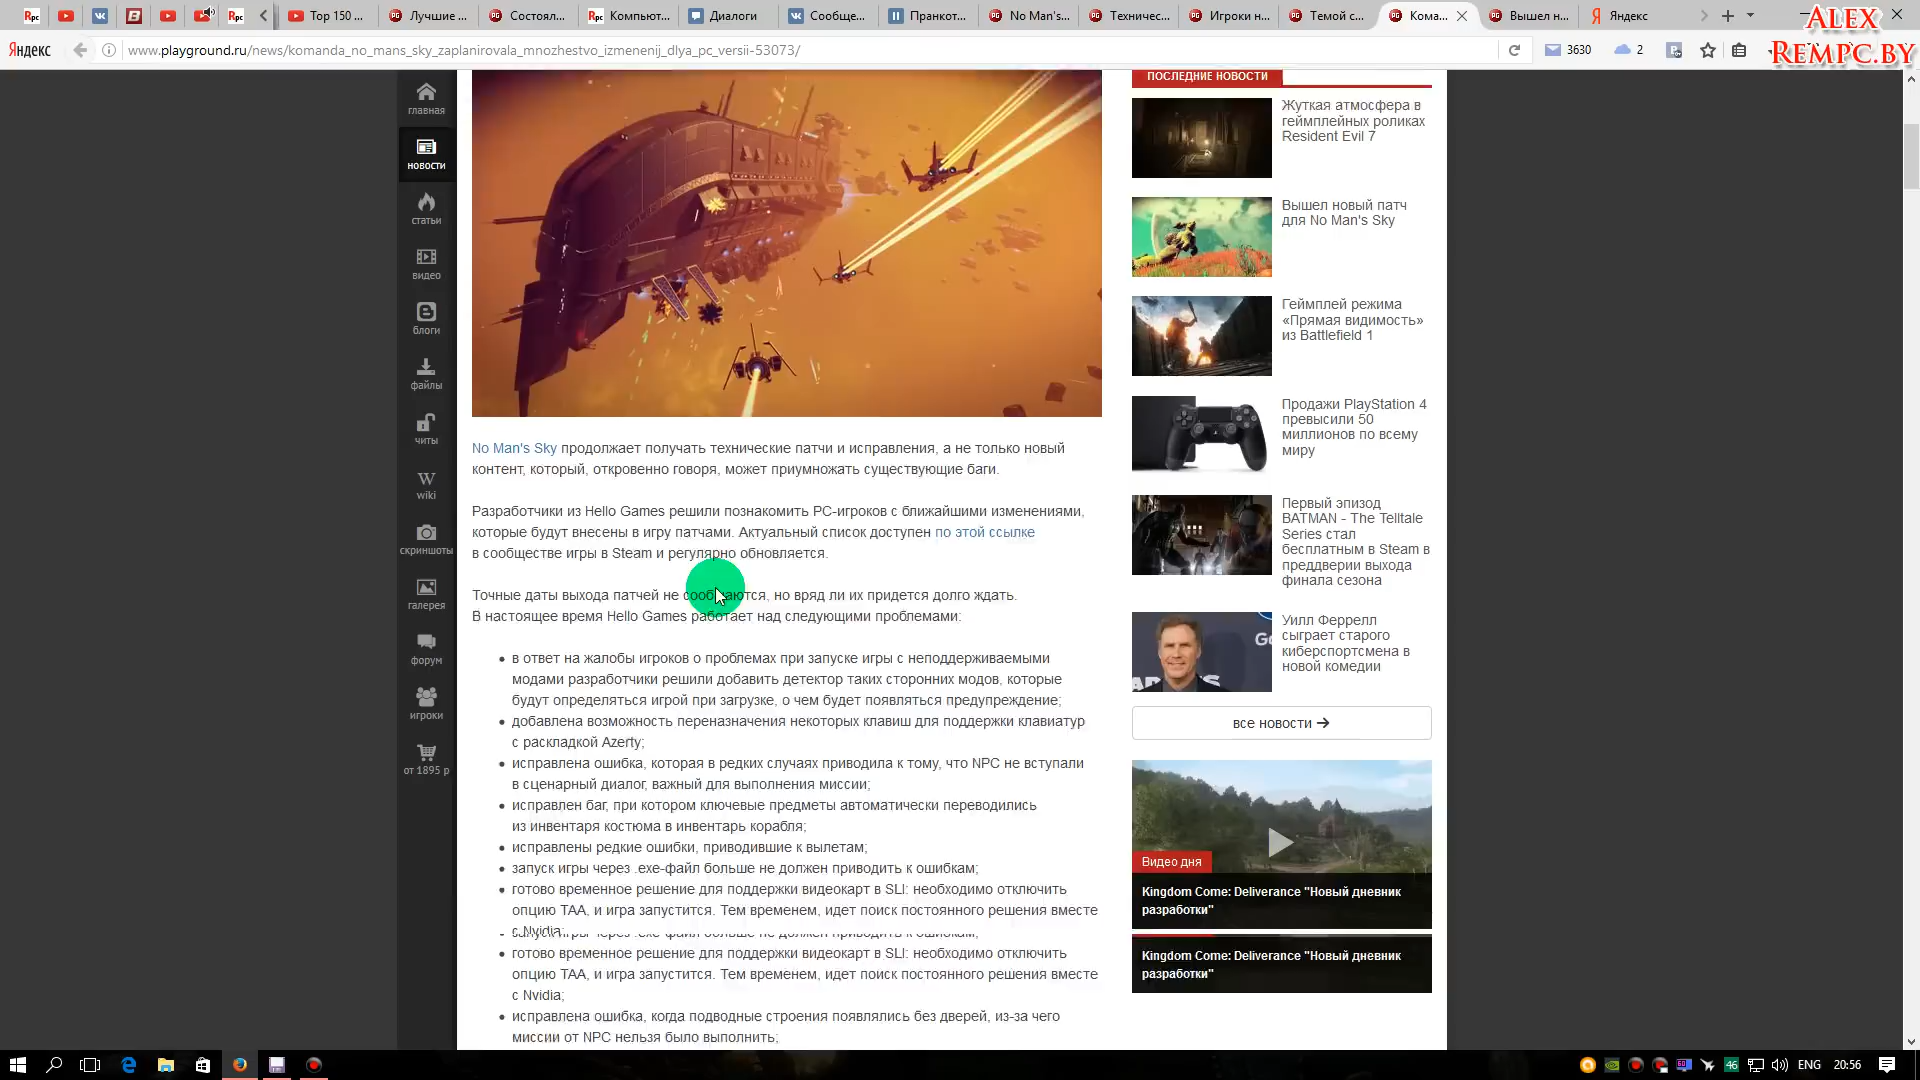 Top 150 ...
Лучшие ...
Состоял...
Компьют...
Диалоги
Сообще...
Пранкот...
No Man's...
Техничес...
Игроки н...
Темой с...
Кома...
Вышел н...
Яндекс
ALEX
REMPC.BY
Яндекс
www.playground.ru/news/komanda_no_mans_sky_zaplanirovala_mnozhestvo_izmenenij_dlya_pc_versii-53073/
3630
2
главная
новости
статьи
видео
блоги
файлы
читы
wiki
скриншоты
галерея
форум
игроки
от 1895 р
No Man's Sky продолжает получать технические патчи и исправления, а не только новый
контент, который, откровенно говоря, может приумножать существующие баги.
Разработчики из Hello Games решили познакомить PC-игроков с ближайшими изменениями,
которые будут внесены в игру патчами. Актуальный список доступен по этой ссылке
в сообществе игры в Steam и регулярно обновляется.
Точные даты выхода патчей не сообщаются, но вряд ли их придется долго ждать.
В настоящее время Hello Games работает над следующими проблемами:
• в ответ на жалобы игроков о проблемах при запуске игры с неподдерживаемыми
модами разработчики решили добавить детектор таких сторонних модов, которые
будут определяться игрой при загрузке, о чем будет появляться предупреждение;
• добавлена возможность переназначения некоторых клавиш для поддержки клавиатур
с раскладкой Azerty;
• исправлена ошибка, которая в редких случаях приводила к тому, что NPC не вступали
в сценарный диалог, важный для выполнения миссии;
• исправлен баг, при котором ключевые предметы автоматически переводились
из инвентаря костюма в инвентарь корабля;
• исправлены редкие ошибки, приводившие к вылетам;
• запуск игры через .exe-файл больше не должен приводить к ошибкам;
• готово временное решение для поддержки видеокарт в SLI: необходимо отключить
опцию TAA, и игра запустится. Тем временем, идет поиск постоянного решения вместе
с Nvidia;
запуск игры через .exe-файл больше не должен приводить к ошибкам;
• готово временное решение для поддержки видеокарт в SLI: необходимо отключить
опцию TAA, и игра запустится. Тем временем, идет поиск постоянного решения вместе
с Nvidia;
• исправлена ошибка, когда подводные строения появлялись без дверей, из-за чего
миссии от NPC нельзя было выполнить;
ПОСЛЕДНИЕ НОВОСТИ
Жуткая атмосфера в
геймплейных роликах
Resident Evil 7
Вышел новый патч
для No Man's Sky
Геймплей режима
«Прямая видимость»
из Battlefield 1
Продажи PlayStation 4
превысили 50
миллионов по всему
миру
Первый эпизод
BATMAN - The Telltale
Series стал
бесплатным в Steam в
преддверии выхода
финала сезона
Уилл Феррелл
сыграет старого
киберспортсмена в
новой комедии
все новости →
Видео дня
Kingdom Come: Deliverance "Новый дневник
разработки"
Kingdom Come: Deliverance "Новый дневник
разработки"
46
ENG
20:56